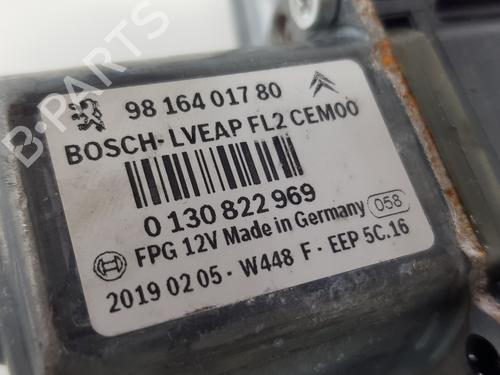 B-PARTS
98 164 017 80
BOSCH-LVEAP FL2 CEM00
0 130 822 969
FPG 12V Made in Germany 058
2019 02 05 - W448 F - EEP 5C.16